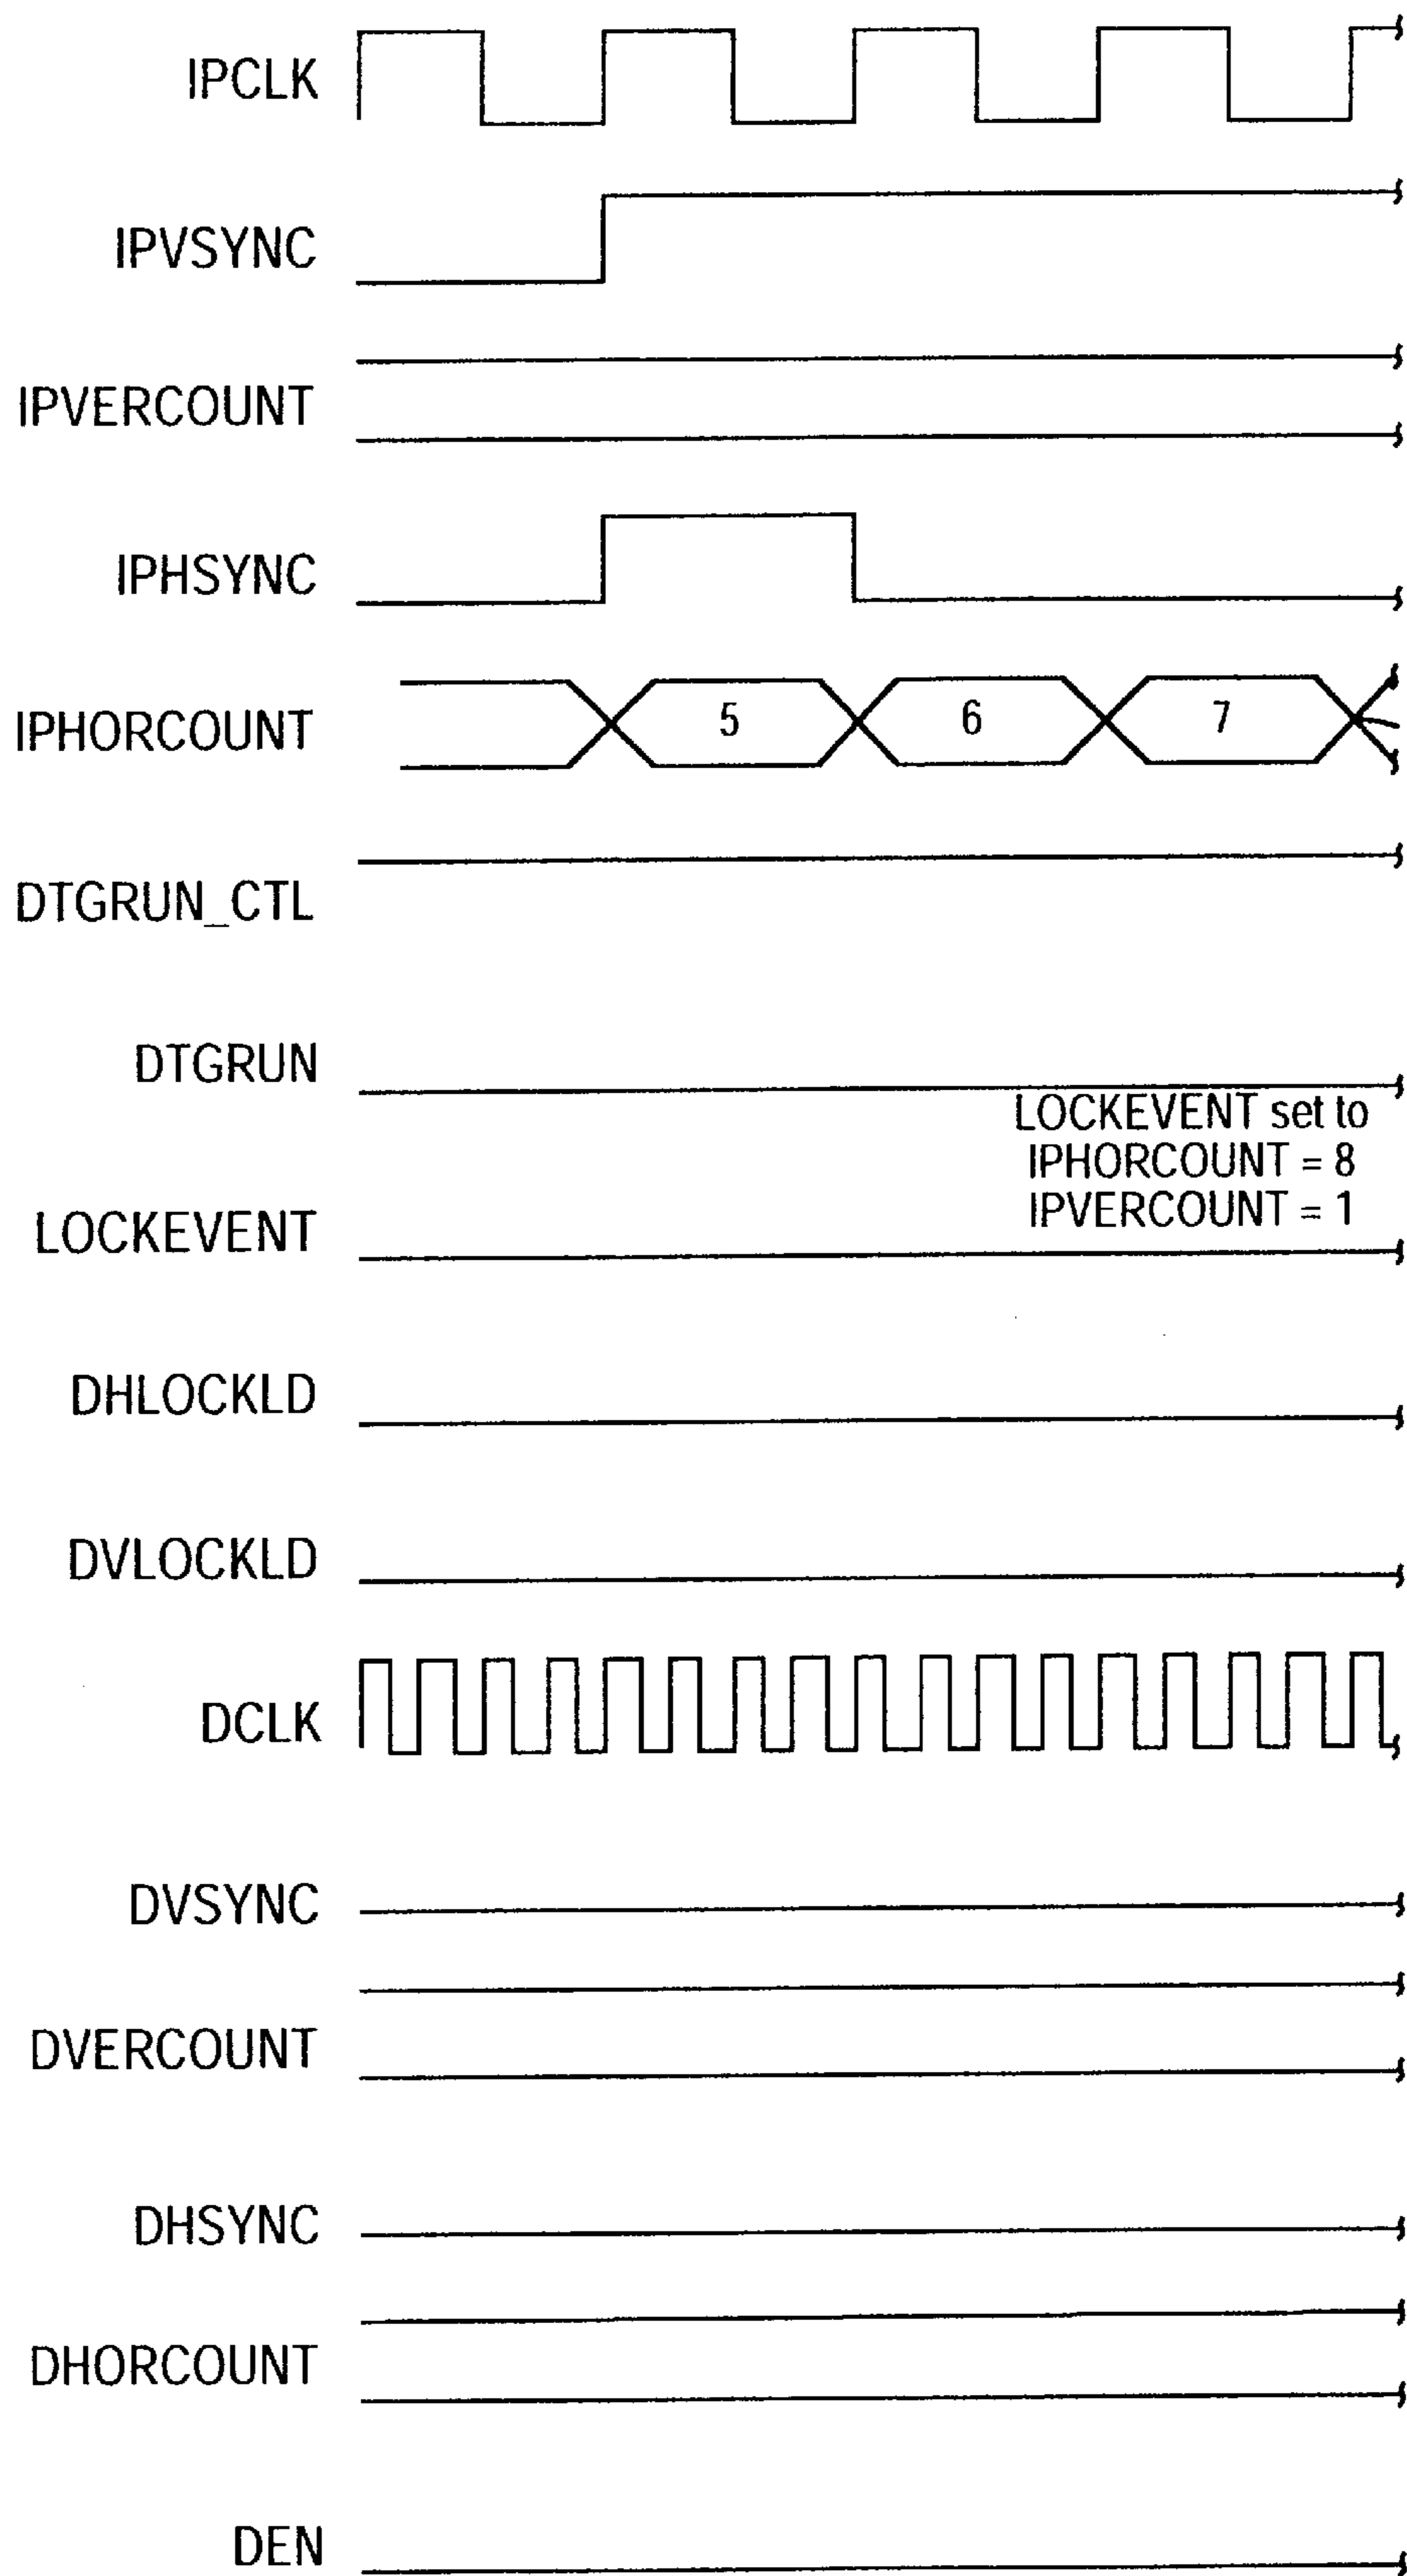 IPCLK
IPVSYNC
IPVERCOUNT
IPHSYNC
IPHORCOUNT
5 6 7
DTGRUN_CTL
DTGRUN
LOCKEVENT set to
IPHORCOUNT = 8
IPVERCOUNT = 1
LOCKEVENT
DHLOCKLD
DVLOCKLD
DCLK
DVSYNC
DVERCOUNT
DHSYNC
DHORCOUNT
DEN